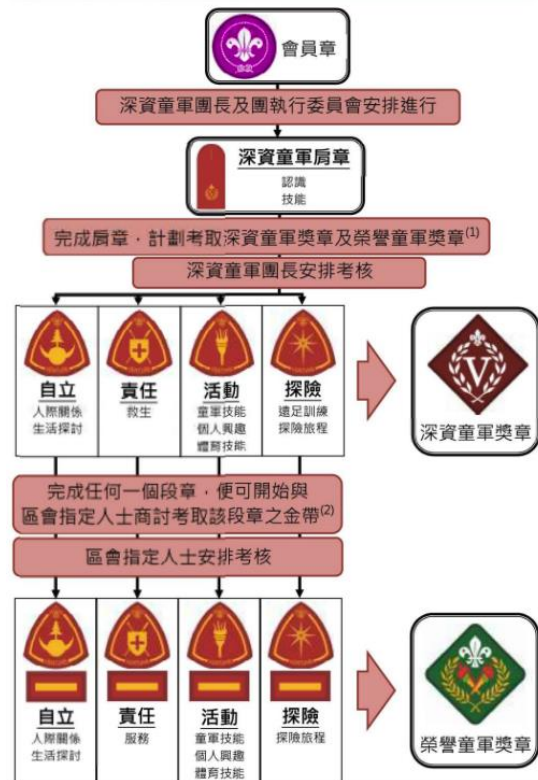 會員章
深資童軍團長及團執行委員會安排進行
深資童軍肩章
認識
技能
完成肩章，計劃考取深資童軍獎章及榮譽童軍獎章(1)
深資童軍團長安排考核
自立
人際關係
生活探討
責任
救生
活動
童軍技能
個人興趣
體育技能
探險
遠足訓練
探險旅程
V
深資童軍獎章
完成任何一個段章，便可開始與
區會指定人士商討考取該段章之金帶(2)
區會指定人士安排考核
自立
人際關係
生活探討
責任
服務
活動
童軍技能
個人興趣
體育技能
探險
探險旅程
榮譽童軍獎章